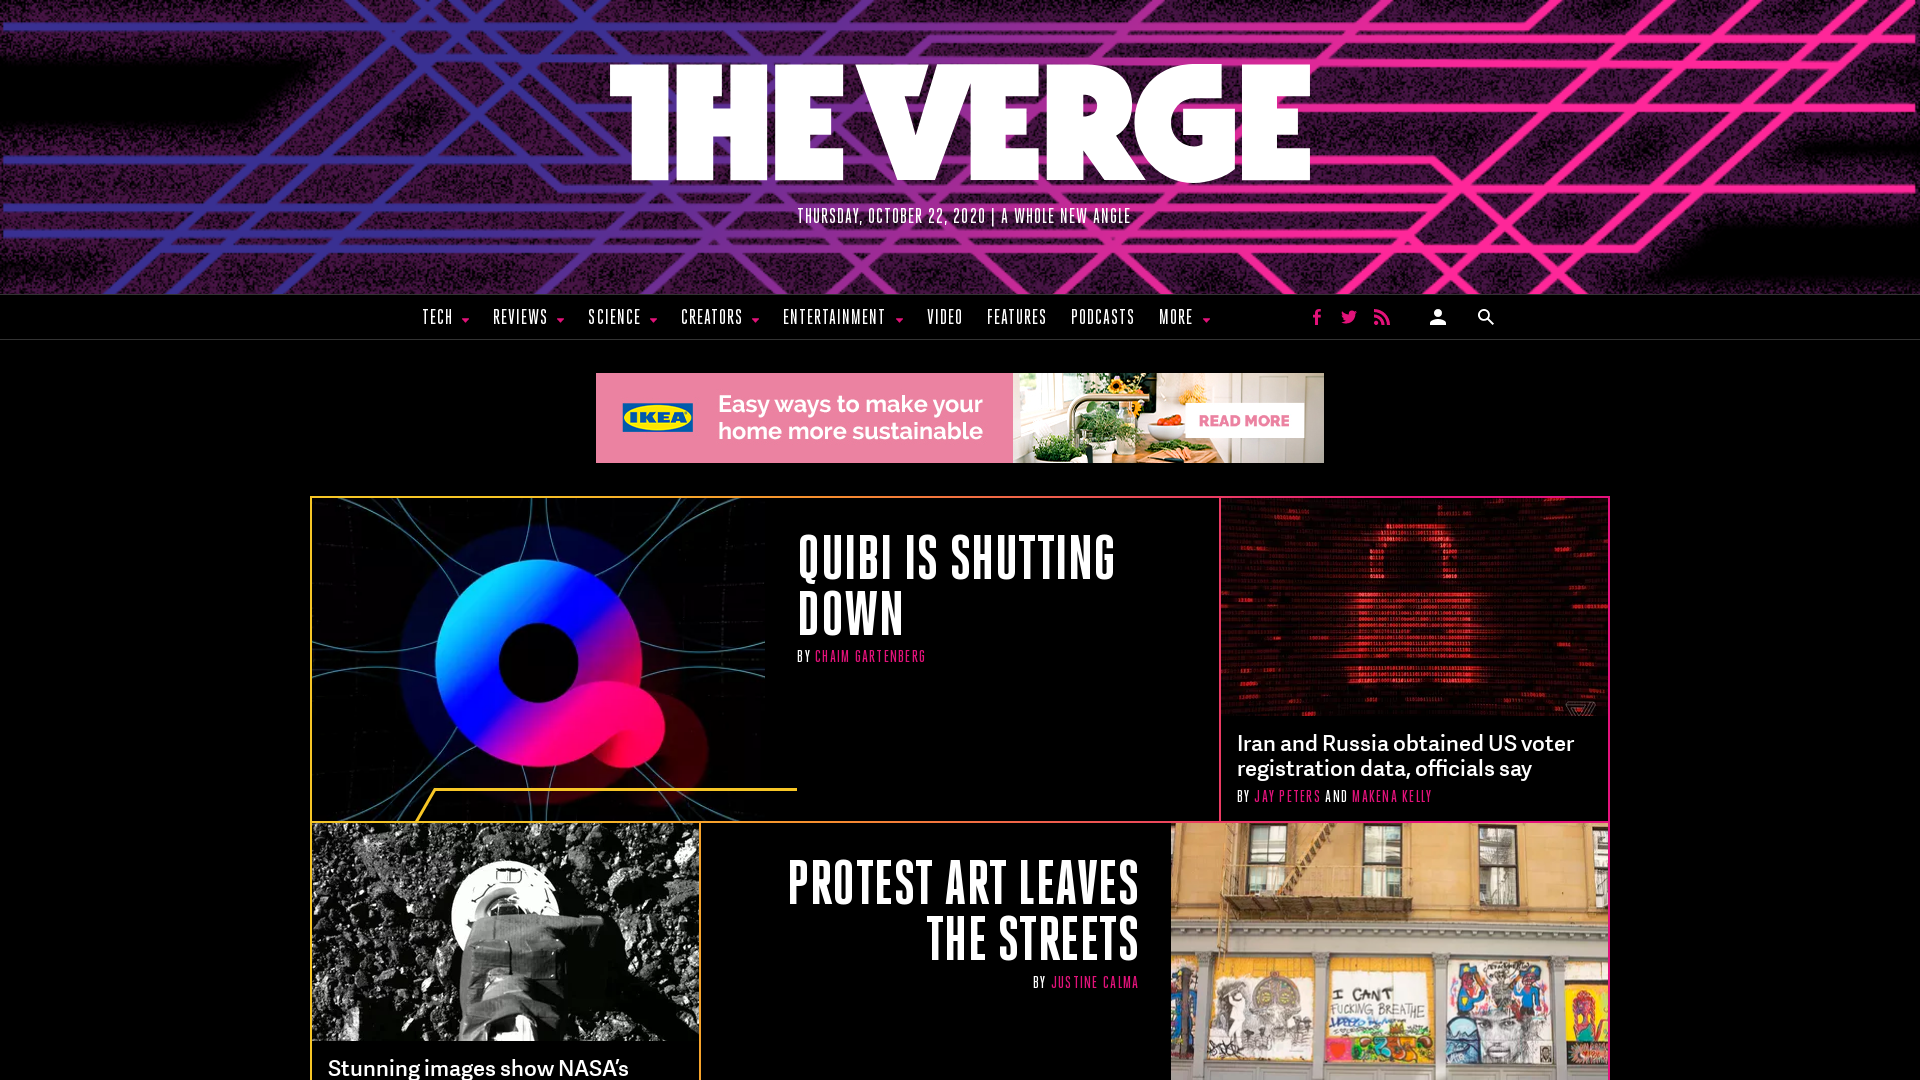 THE VERGE
THURSDAY, OCTOBER 22, 2020 | A WHOLE NEW ANGLE
TECH REVIEWS SCIENCE CREATORS ENTERTAINMENT VIDEO FEATURES PODCASTS MORE
IKEA
Easy ways to make your
home more sustainable
READ MORE
QUIBI IS SHUTTING
DOWN
BY CHAIM GARTENBERG
Iran and Russia obtained US voter
registration data, officials say
BY JAY PETERS AND MAKENA KELLY
Stunning images show NASA's
PROTEST ART LEAVES
THE STREETS
BY JUSTINE CALMA
I CANT
FUCKING BREATHE